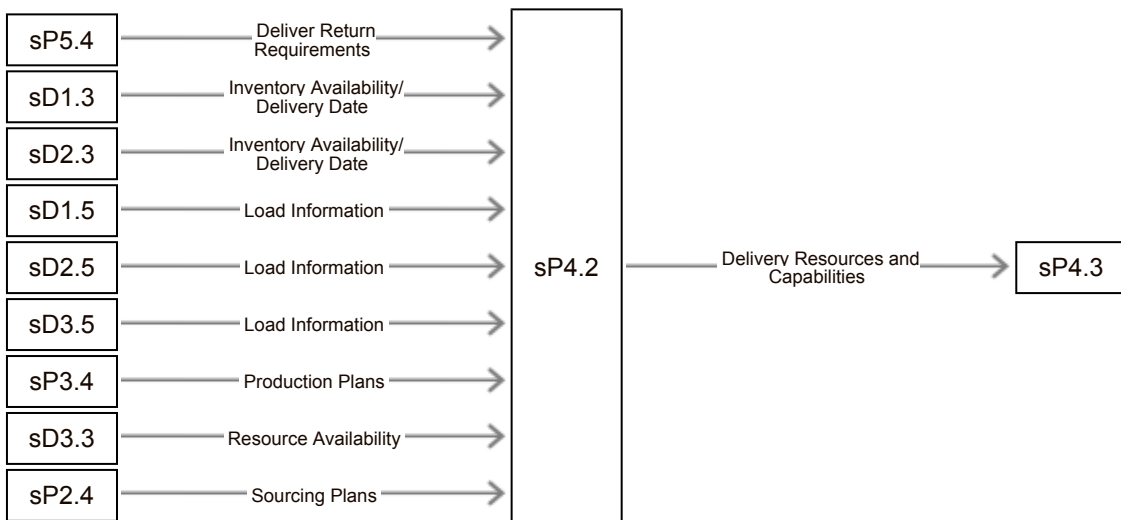 sP5.4
Deliver Return
Requirements
sD1.3
Inventory Availability/
Delivery Date
sD2.3
Inventory Availability/
Delivery Date
sD1.5
Load Information
sD2.5
Load Information
sP4.2
Delivery Resources and
Capabilities
sP4.3
sD3.5
Load Information
sP3.4
Production Plans
sD3.3
Resource Availability
sP2.4
Sourcing Plans